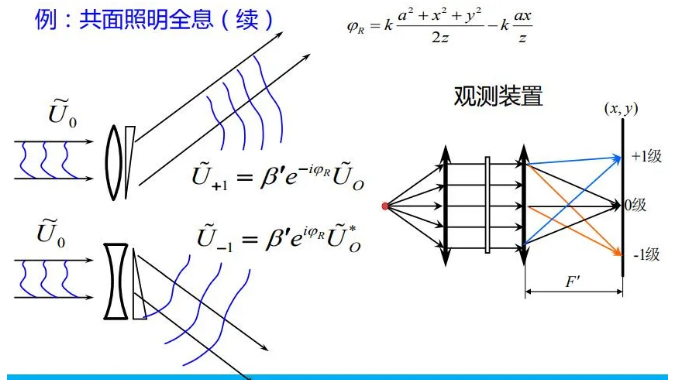 例：共面照明全息（续）
φ_R = k (a² + x² + y²)/2z − k ax/z
Ũ₀
观测装置
(x, y)
+1级
Ũ₊₁ = β′e^{−iφ_R}Ũ_O
0级
Ũ₀
Ũ₋₁ = β′e^{iφ_R}Ũ_O^*
-1级
F′